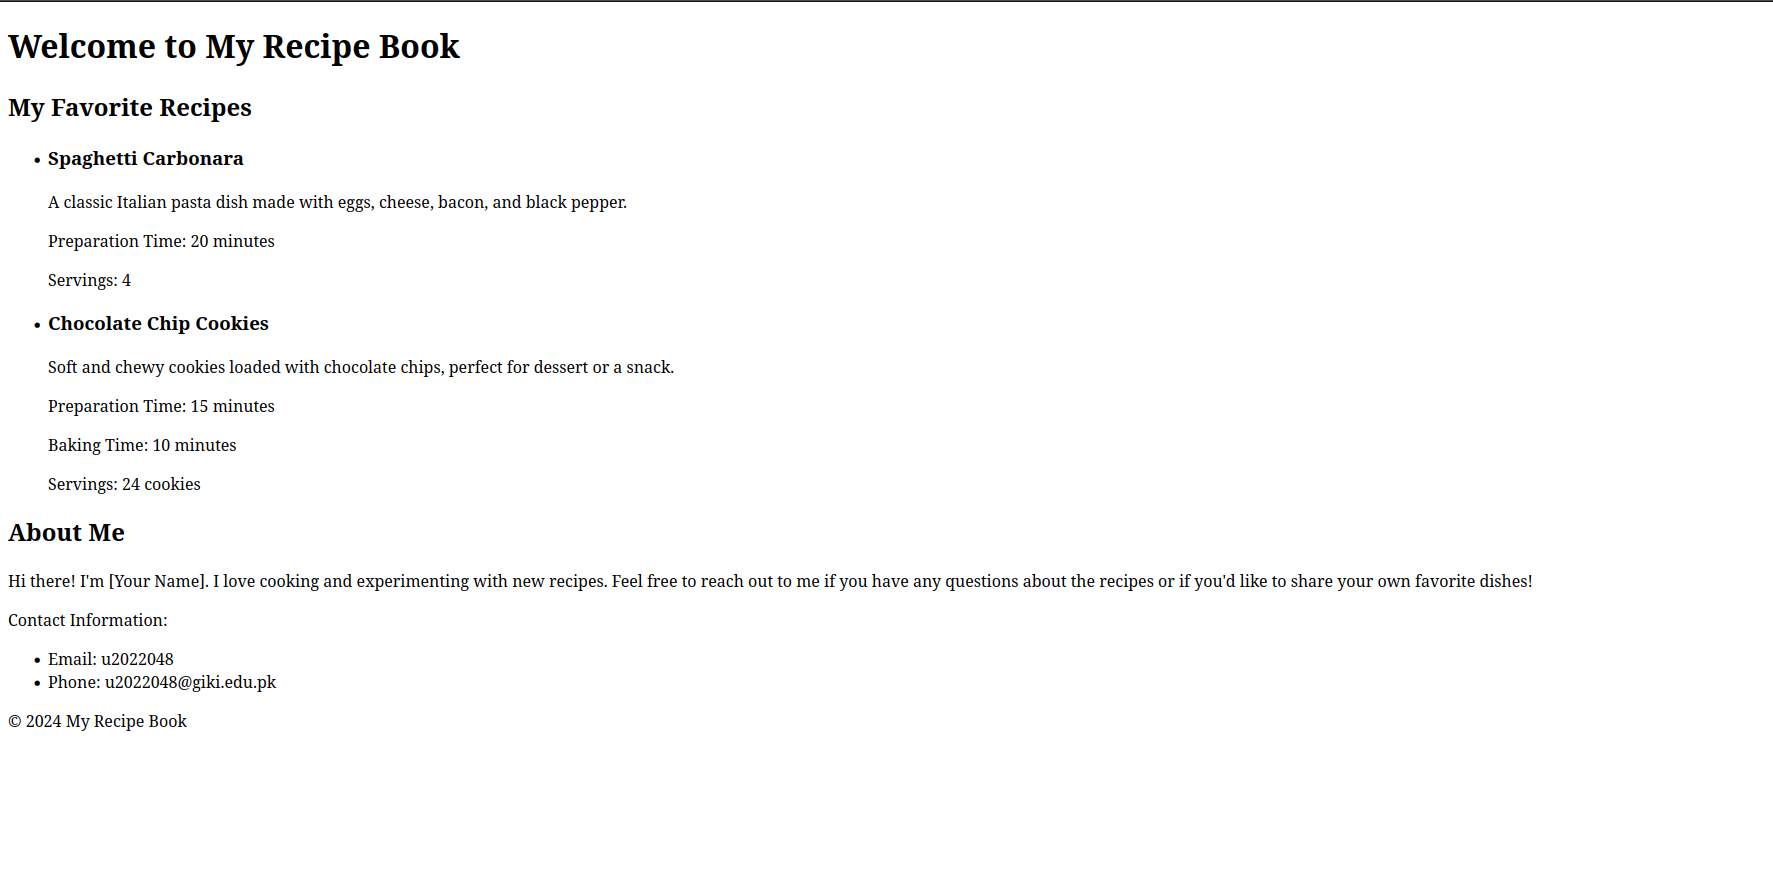 Welcome to My Recipe Book
My Favorite Recipes
• Spaghetti Carbonara
A classic Italian pasta dish made with eggs, cheese, bacon, and black pepper.
Preparation Time: 20 minutes
Servings: 4
• Chocolate Chip Cookies
Soft and chewy cookies loaded with chocolate chips, perfect for dessert or a snack.
Preparation Time: 15 minutes
Baking Time: 10 minutes
Servings: 24 cookies
About Me
Hi there! I'm [Your Name]. I love cooking and experimenting with new recipes. Feel free to reach out to me if you have any questions about the recipes or if you'd like to share your own favorite dishes!
Contact Information:
• Email: u2022048
• Phone: u2022048@giki.edu.pk
© 2024 My Recipe Book